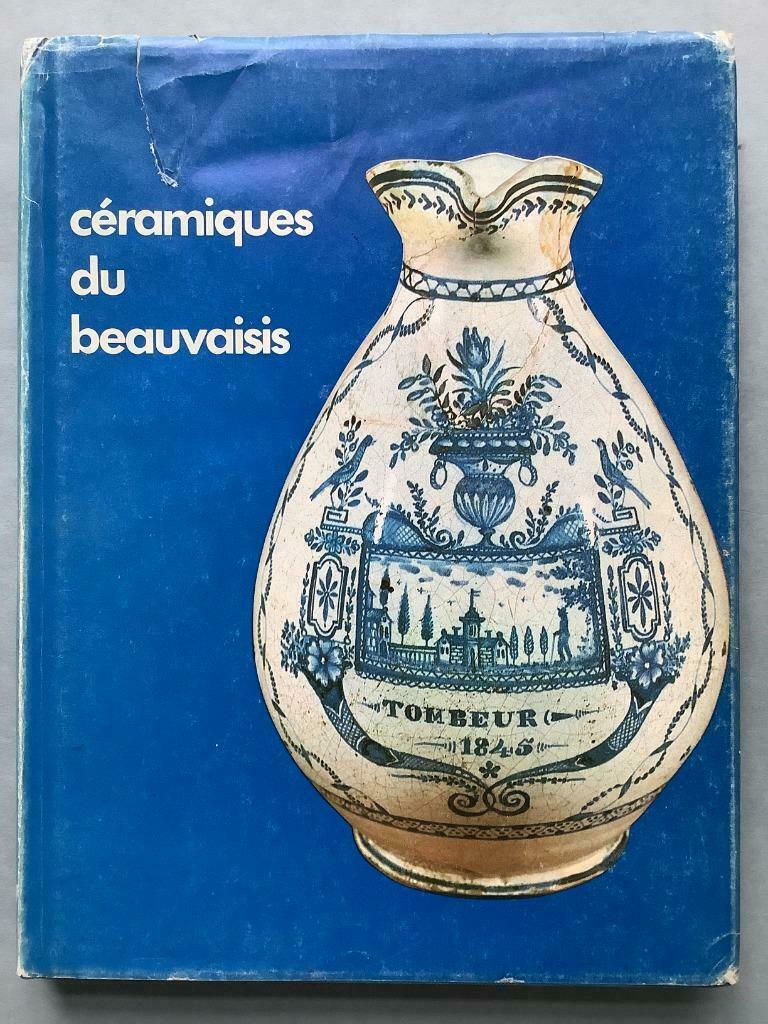 céramiques
du
beauvaisis
TOMBEUR
1845